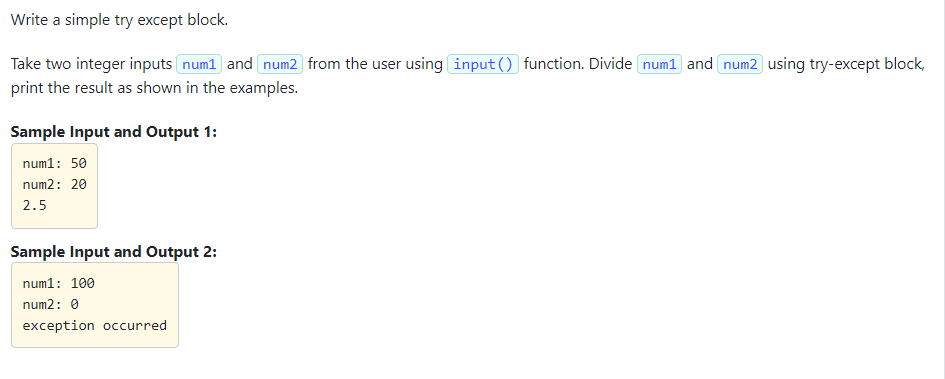 Write a simple try except block.
Take two integer inputs num1 and num2 from the user using input() function. Divide num1 and num2 using try-except block,
print the result as shown in the examples.
Sample Input and Output 1:
num1: 50
num2: 20
2.5
Sample Input and Output 2:
num1: 100
num2: 0
exception occurred